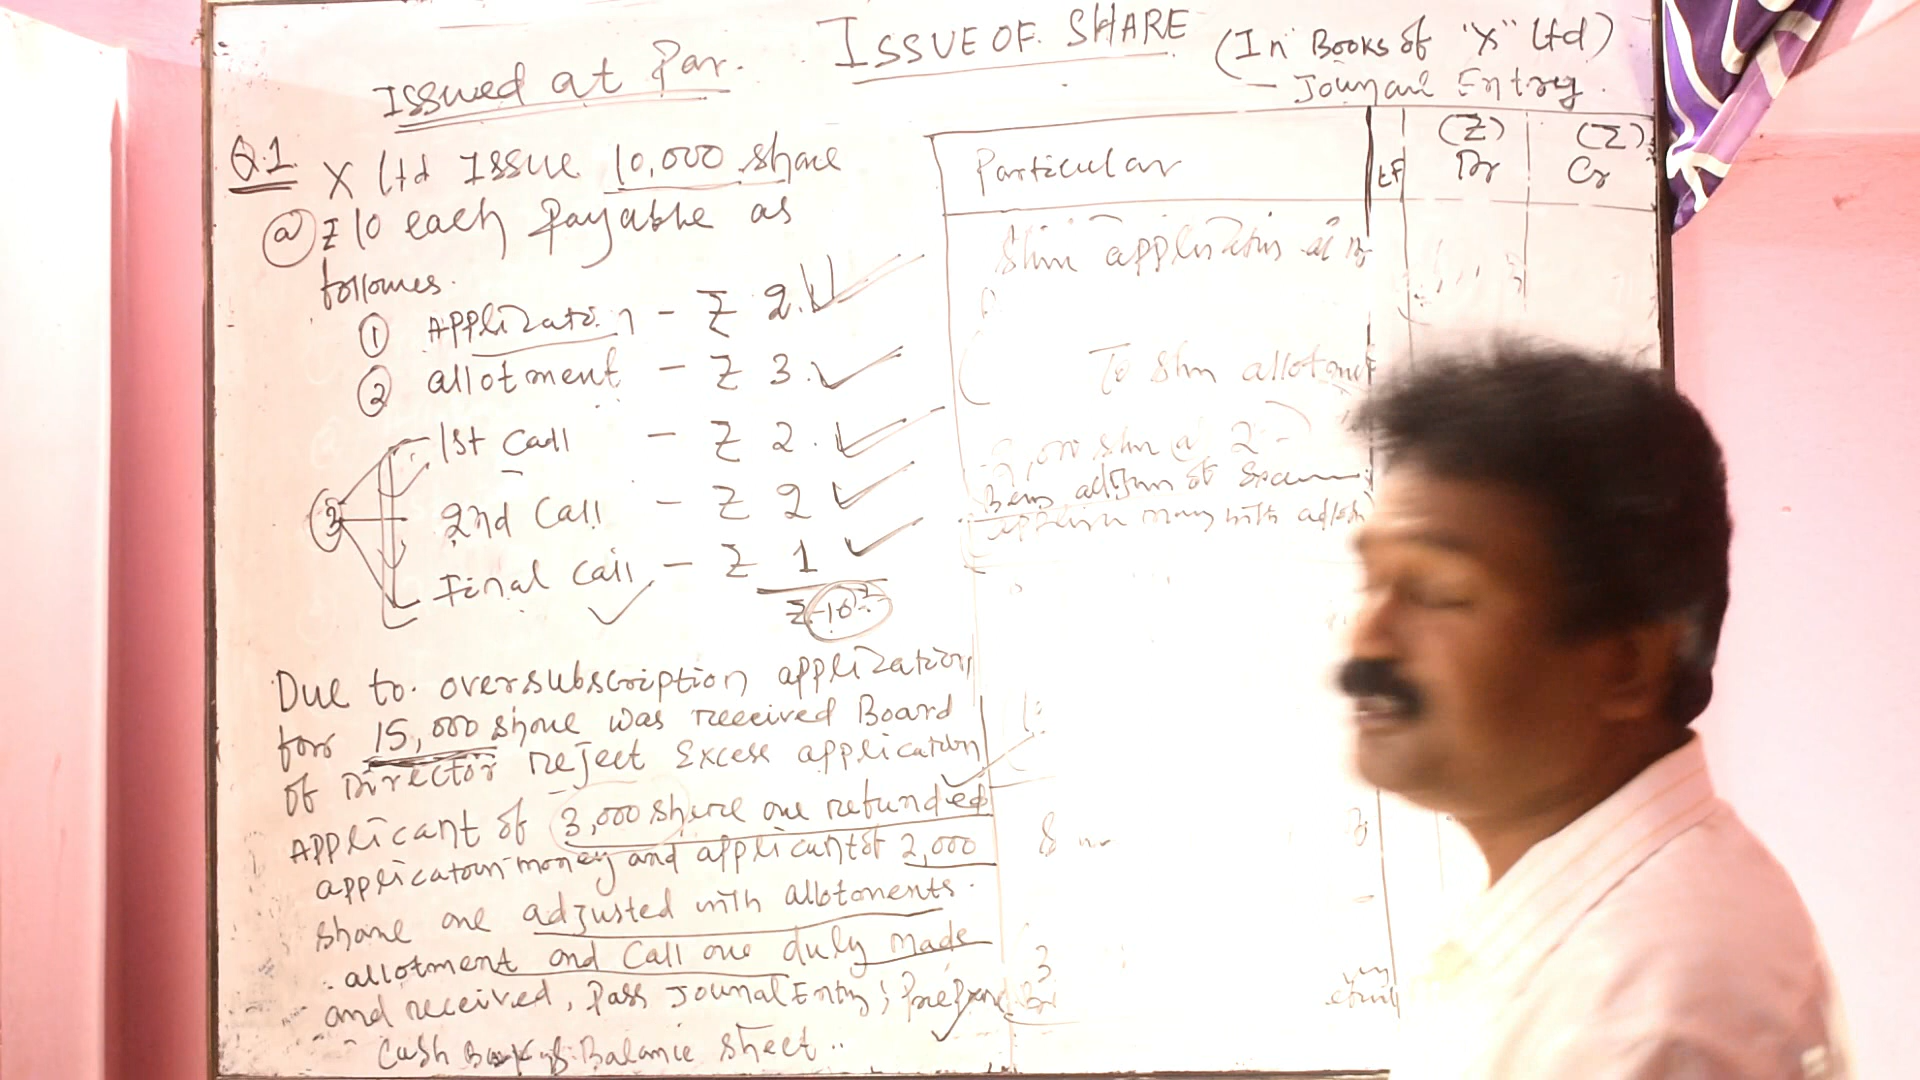 ISSUE OF. SHARE
Issued at Par.
(In Books of "X" Ltd)
- Journal Entry.
Q.1 X Ltd Issue 10,000 share
@ ₹10 each payable as
follows.
① Application - ₹ 2.
② allotment - ₹ 3.
③ 1st Call - ₹ 2.
2nd Call - ₹ 2
Final Call - ₹ 1
₹ 10
Due to oversubscription application
for 15,000 share was received Board
of Director reject Excess application
Applicant of 3,000 share are refunded
application money and applicant of 2,000
share are adjusted with allotments.
allotment and Call are duly made
and received, Pass Journal Entry; Prepare
Cash Book & Balance sheet..
Particular LF (₹) Dr (₹) Cr
To allotment